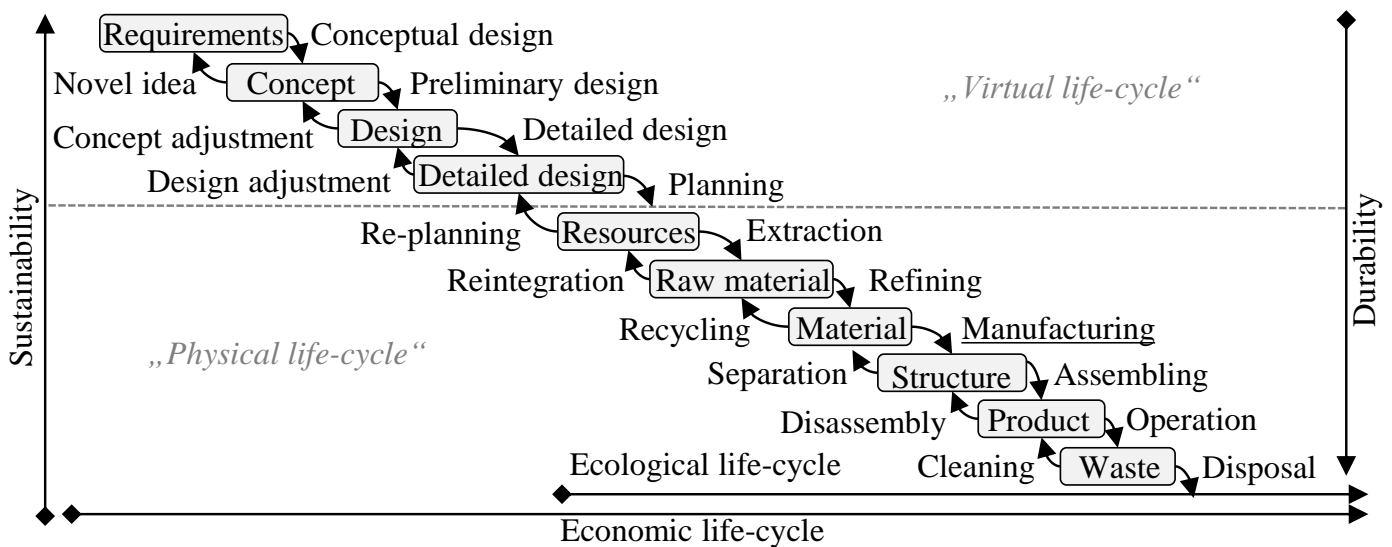 Requirements
Conceptual design
Novel idea
Concept
Preliminary design
„Virtual life-cycle“
Concept adjustment
Design
Detailed design
Design adjustment
Detailed design
Planning
Sustainability
Durability
Re-planning
Resources
Extraction
Reintegration
Raw material
Refining
Recycling
Material
Manufacturing
„Physical life-cycle“
Separation
Structure
Assembling
Disassembly
Product
Operation
Ecological life-cycle
Cleaning
Waste
Disposal
Economic life-cycle